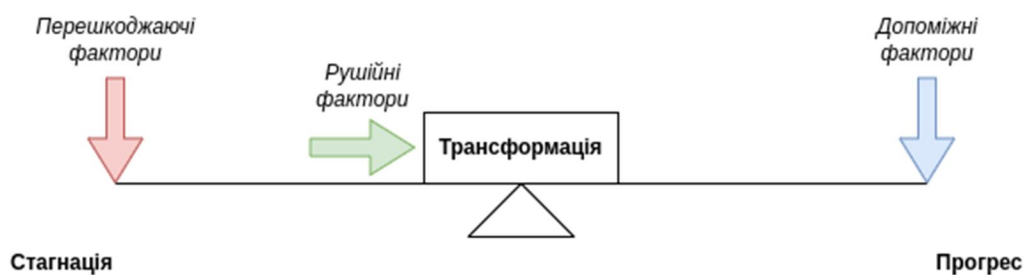 Перешкоджаючі
фактори
Рушійні
фактори
Допоміжні
фактори
Трансформація
Стагнація
Прогрес